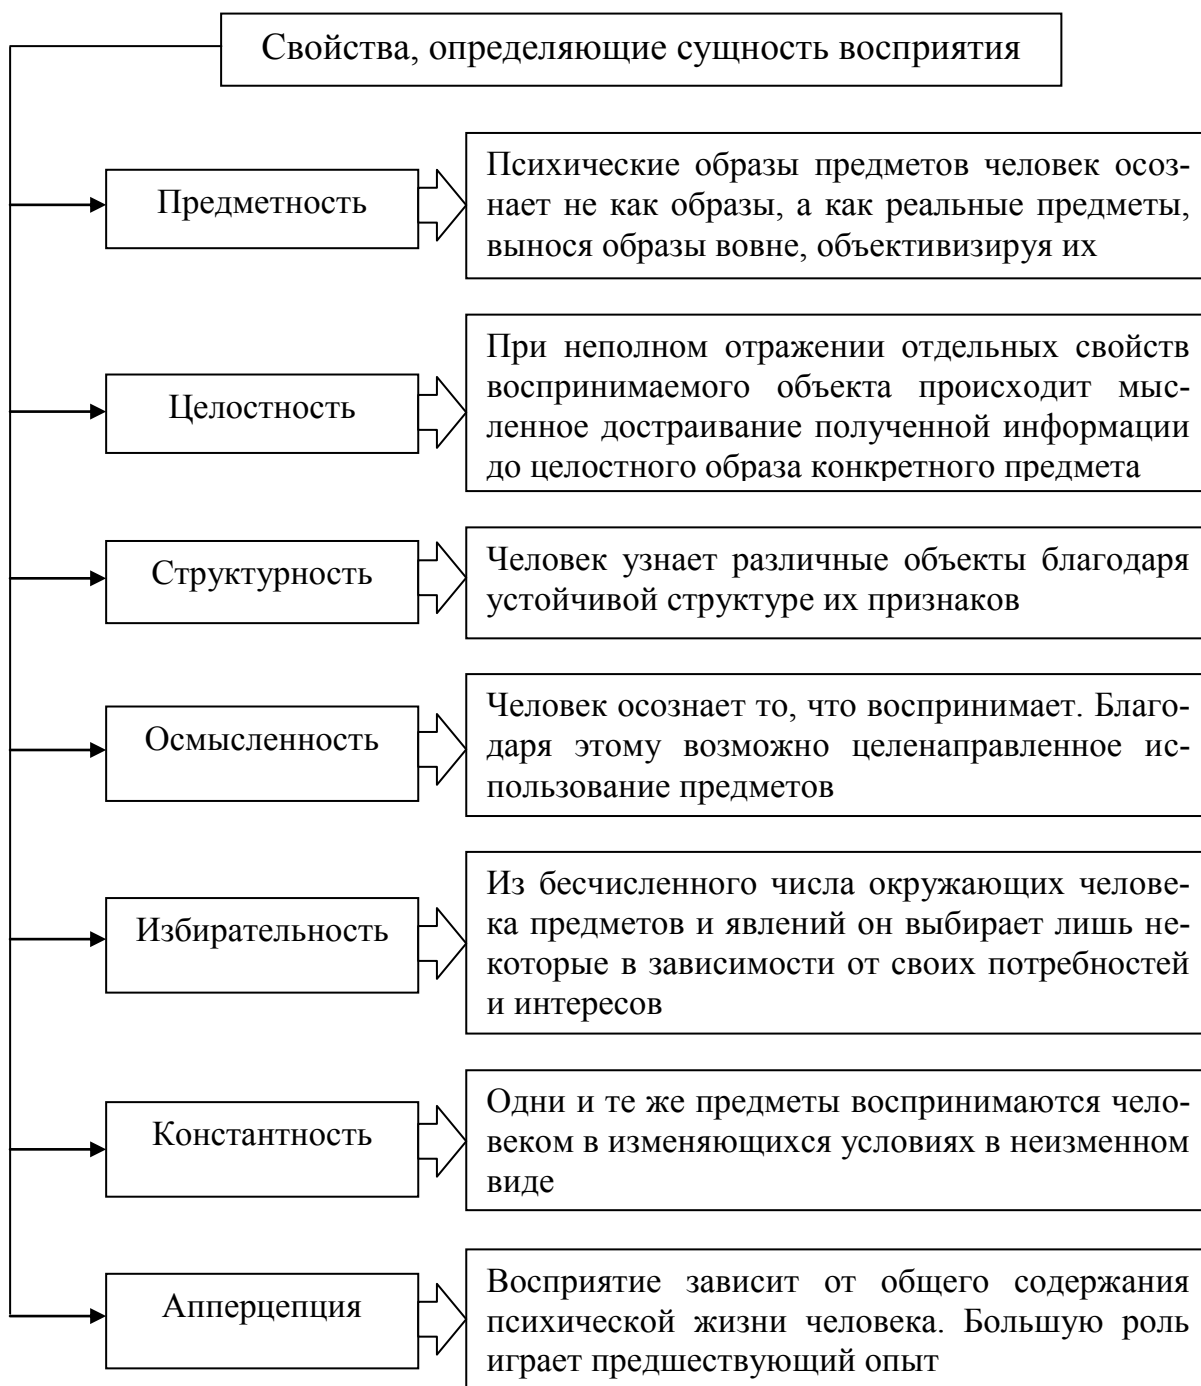 Свойства, определяющие сущность восприятия
Предметность
Психические образы предметов человек осоз-
нает не как образы, а как реальные предметы,
вынося образы вовне, объективизируя их
Целостность
При неполном отражении отдельных свойств
воспринимаемого объекта происходит мыс-
ленное достраивание полученной информации
до целостного образа конкретного предмета
Структурность
Человек узнает различные объекты благодаря
устойчивой структуре их признаков
Осмысленность
Человек осознает то, что воспринимает. Благо-
даря этому возможно целенаправленное ис-
пользование предметов
Избирательность
Из бесчисленного числа окружающих челове-
ка предметов и явлений он выбирает лишь не-
которые в зависимости от своих потребностей
и интересов
Константность
Одни и те же предметы воспринимаются чело-
веком в изменяющихся условиях в неизменном
виде
Апперцепция
Восприятие зависит от общего содержания
психической жизни человека. Большую роль
играет предшествующий опыт